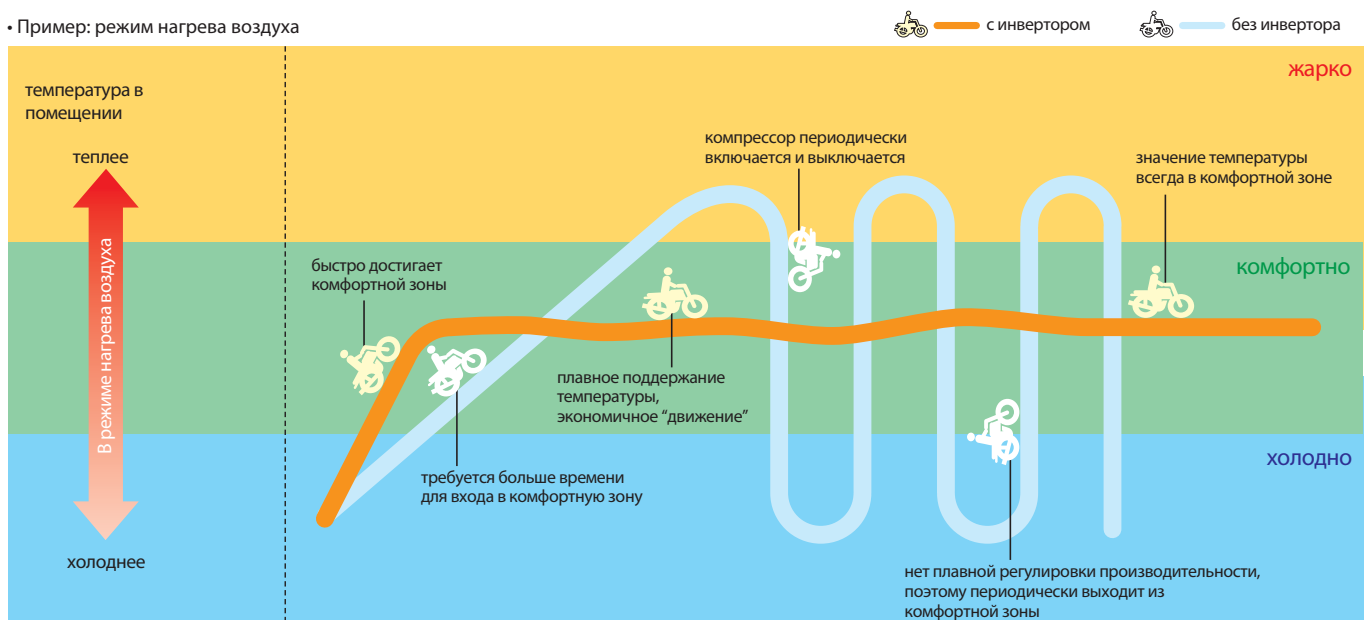 • Пример: режим нагрева воздуха
с инвертором
без инвертора
жарко
температура в
помещении
теплее
компрессор периодически
включается и выключается
значение температуры
всегда в комфортной зоне
В режиме нагрева воздуха
быстро достигает
комфортной зоны
комфортно
плавное поддержание
температуры,
экономичное “движение”
требуется больше времени
для входа в комфортную зону
холодно
холоднее
нет плавной регулировки производительности,
поэтому периодически выходит из
комфортной зоны